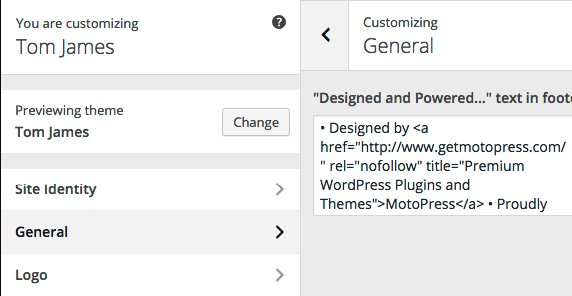 You are customizing
Tom James
Previewing theme
Tom James
Change
Site Identity
General
Logo
Customizing
General
"Designed and Powered..." text in foote
• Designed by <a
href="http://www.getmotopress.com/
" rel="nofollow" title="Premium
WordPress Plugins and
Themes">MotoPress</a> • Proudly